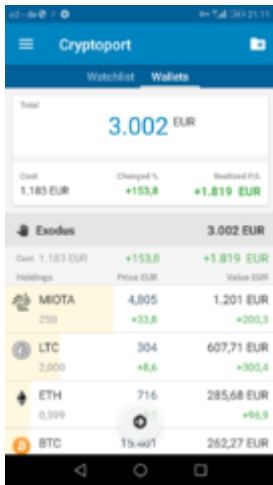 21:11
Cryptoport
Watchlist Wallets
Total
3.002 EUR
Cost Changed % Realized P/L
1.183 EUR +153,8 +1.819 EUR
Exodus 3.002 EUR
Cost 1.183 EUR +153,8 +1.819 EUR
Holdings Price EUR Value EUR
MIOTA 4,805 1.201 EUR
250 +33,8 +200,3
LTC 304 607,71 EUR
2,000 +8,6 +300,4
ETH 716 285,68 EUR
0,399 +96,9
BTC 262,27 EUR